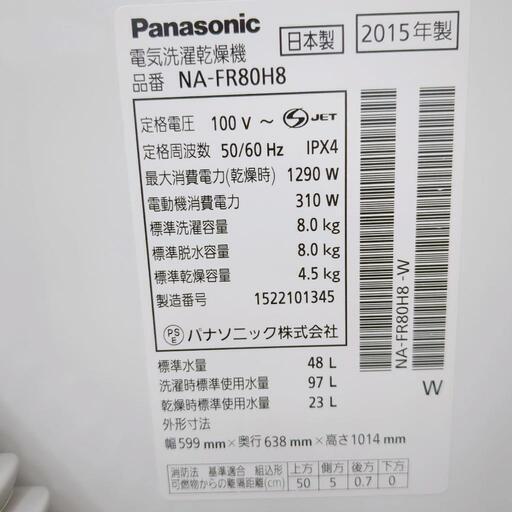 Panasonic 日本製 2015年製
電気洗濯乾燥機
品番 NA-FR80H8
定格電圧 100 V ～ S JET
定格周波数 50/60 Hz IPX4
最大消費電力(乾燥時) 1290 W
電動機消費電力 310 W
標準洗濯容量 8.0 kg
標準脱水容量 8.0 kg
標準乾燥容量 4.5 kg
製造番号 1522101345
PSE パナソニック株式会社
標準水量 48 L
洗濯時標準使用水量 97 L
乾燥時標準使用水量 23 L
外形寸法
幅 599 mm×奥行 638 mm×高さ 1014 mm
消防法 基準適合 組込形 上方 側方 後方 下方
可燃物からの離隔距離(cm) 50 5 0.7 0
NA-FR80H8 -W
W